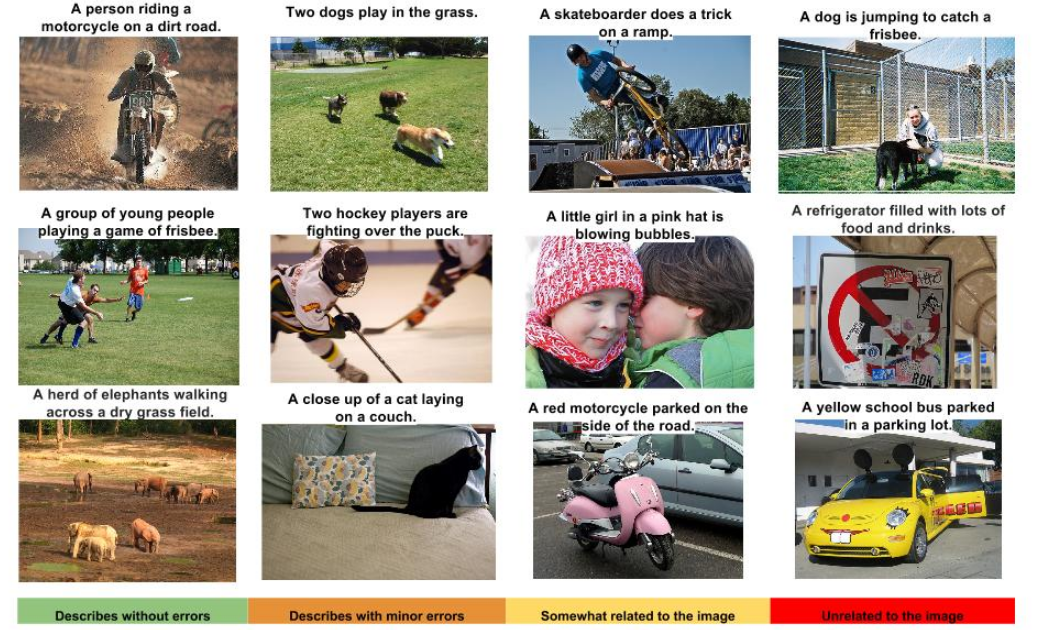 A person riding a
motorcycle on a dirt road.
Two dogs play in the grass.
A skateboarder does a trick
on a ramp.
A dog is jumping to catch a
frisbee.
A group of young people
playing a game of frisbee.
Two hockey players are
fighting over the puck.
A little girl in a pink hat is
blowing bubbles.
A refrigerator filled with lots of
food and drinks.
RDK
A herd of elephants walking
across a dry grass field.
A close up of a cat laying
on a couch.
A red motorcycle parked on the
side of the road.
A yellow school bus parked
in a parking lot.
Describes without errors
Describes with minor errors
Somewhat related to the image
Unrelated to the image